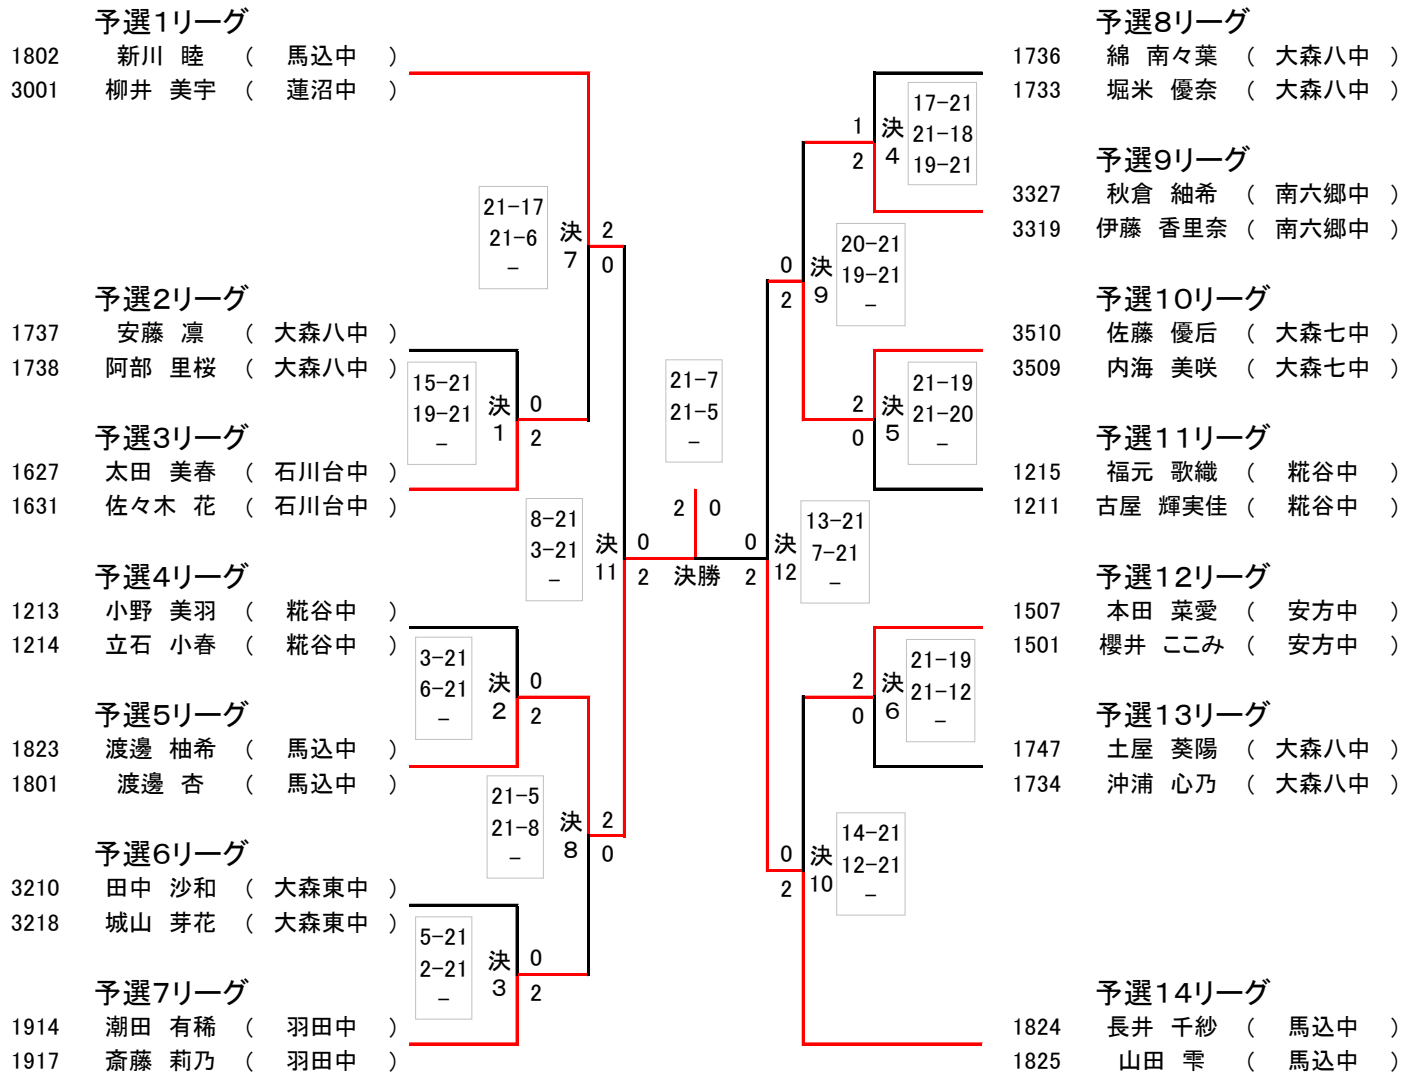 予選1リーグ
1802 新川 睦 ( 馬込中 )
3001 柳井 美宇 ( 蓮沼中 )
21-17
21-6
-
決7
2
0
予選2リーグ
1737 安藤 凛 ( 大森八中 )
1738 阿部 里桜 ( 大森八中 )
15-21
19-21
-
決1
0
2
予選3リーグ
1627 太田 美春 ( 石川台中 )
1631 佐々木 花 ( 石川台中 )
8-21
3-21
-
決11
0
2
予選4リーグ
1213 小野 美羽 ( 糀谷中 )
1214 立石 小春 ( 糀谷中 )
3-21
6-21
-
決2
0
2
予選5リーグ
1823 渡邊 柚希 ( 馬込中 )
1801 渡邊 杏 ( 馬込中 )
21-5
21-8
-
決8
2
0
予選6リーグ
3210 田中 沙和 ( 大森東中 )
3218 城山 芽花 ( 大森東中 )
5-21
2-21
-
決3
0
2
予選7リーグ
1914 潮田 有稀 ( 羽田中 )
1917 斎藤 莉乃 ( 羽田中 )
21-7
21-5
-
2 0
決勝
予選8リーグ
1736 綿 南々葉 ( 大森八中 )
1733 堀米 優奈 ( 大森八中 )
1
2
決4
17-21
21-18
19-21
予選9リーグ
3327 秋倉 紬希 ( 南六郷中 )
3319 伊藤 香里奈 ( 南六郷中 )
0
2
決9
20-21
19-21
-
予選10リーグ
3510 佐藤 優后 ( 大森七中 )
3509 内海 美咲 ( 大森七中 )
2
0
決5
21-19
21-20
-
予選11リーグ
1215 福元 歌織 ( 糀谷中 )
1211 古屋 輝実佳 ( 糀谷中 )
0
2
決12
13-21
7-21
-
予選12リーグ
1507 本田 菜愛 ( 安方中 )
1501 櫻井 ここみ ( 安方中 )
2
0
決6
21-19
21-12
-
予選13リーグ
1747 土屋 葵陽 ( 大森八中 )
1734 沖浦 心乃 ( 大森八中 )
0
2
決10
14-21
12-21
-
予選14リーグ
1824 長井 千紗 ( 馬込中 )
1825 山田 雫 ( 馬込中 )